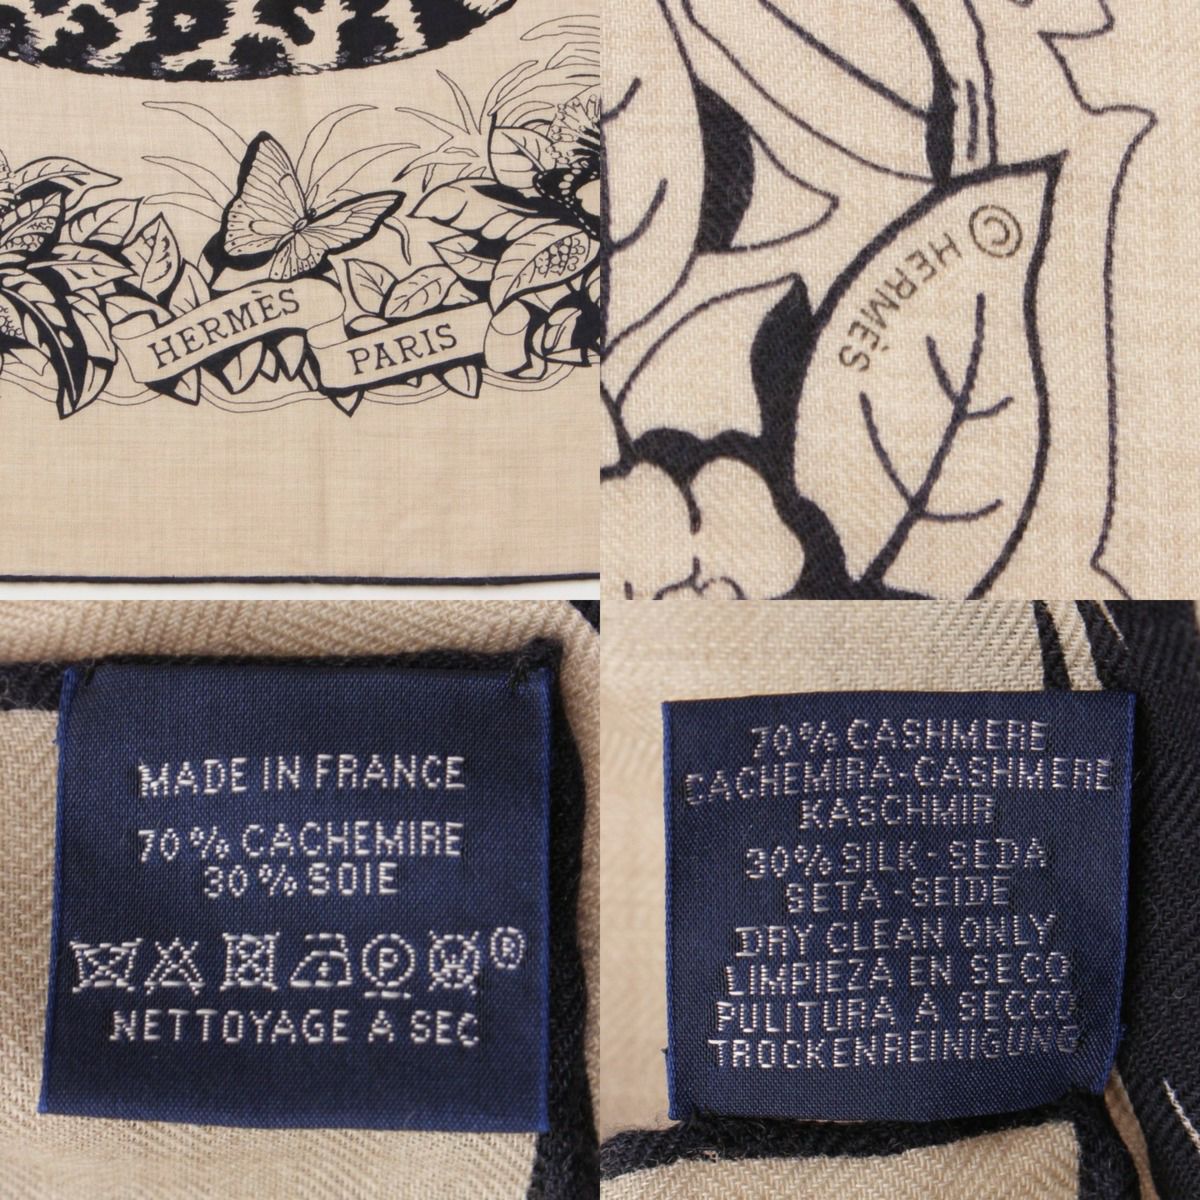 HERMÈS
PARIS
© HERMÈS
MADE IN FRANCE
70% CACHEMIRE
30% SOIE
P
W
®
NETTOYAGE A SEC
70% CASHMERE
CACHEMIRA-CASHMERE
KASCHMIR
30% SILK-SEDA
SETA-SEIDE
DRY CLEAN ONLY
LIMPIEZA EN SECO
PULITURA A SECCO
TROCKENREINIGUNG